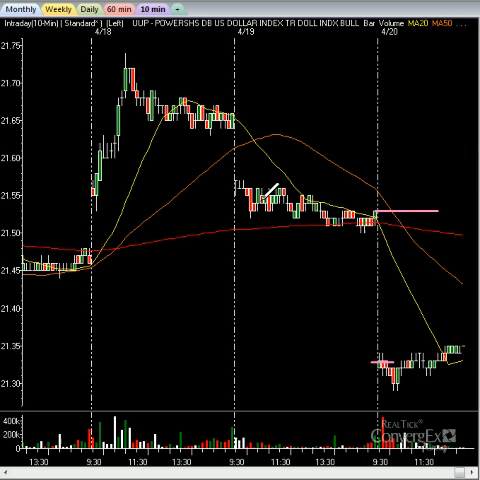 Monthly Weekly Daily 60 min 10 min +
Intraday(10-Min) | Standard* | (Left) UUP - POWERSHS DB US DOLLAR INDEX TR DOLL INDX BULL Bar Volume MA20 MA50 ...
4/18 4/19 4/20
21.75
21.70
21.65
21.60
21.55
21.50
21.45
21.40
21.35
21.30
400k
200k
REALTICK®
ConvergEx
13:30 9:30 11:30 13:30 9:30 11:30 13:30 9:30 11:30